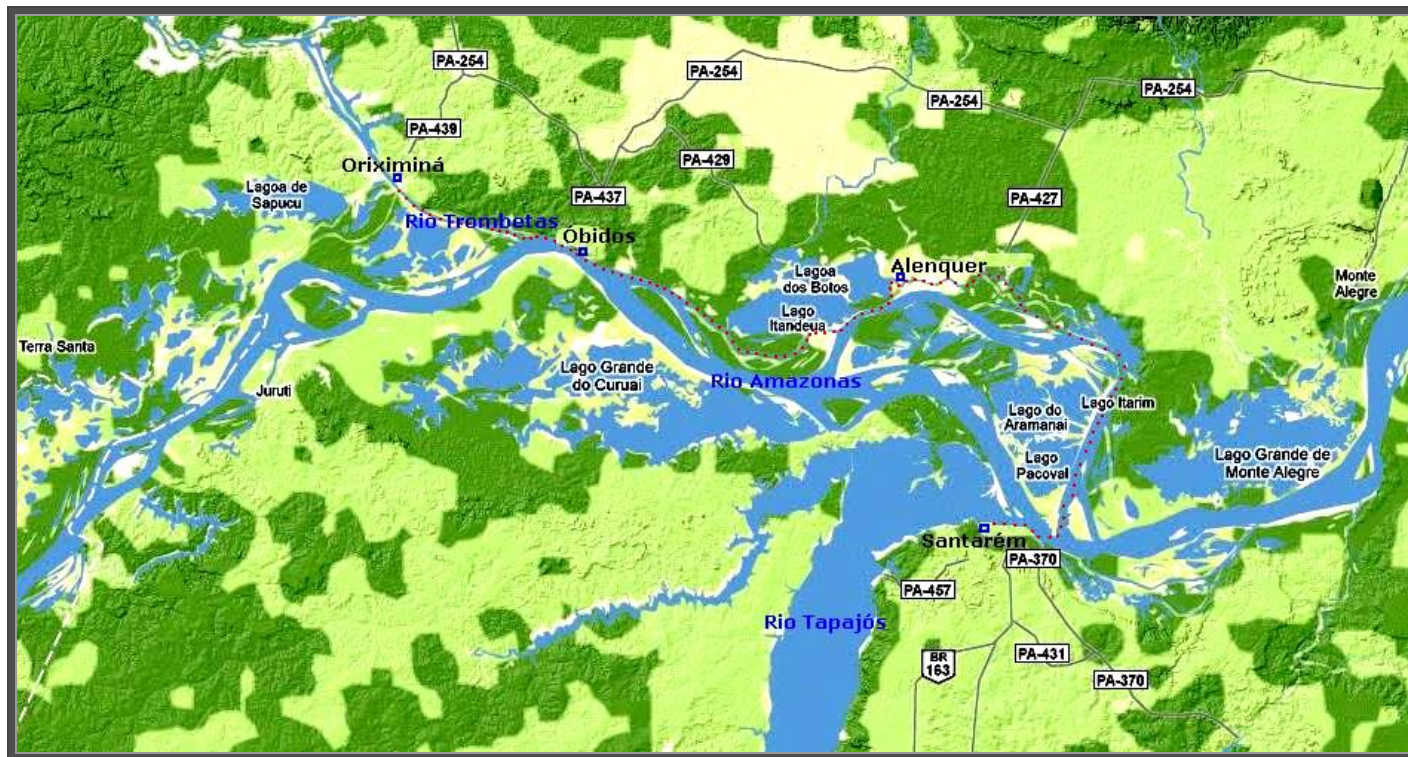 PA-254
PA-254
PA-254
PA-254
PA-439
Oriximiná
PA-429
PA-437
PA-427
Lagoa de
Sapucu
Rio Trombetas
Óbidos
Alenquer
Lagoa
dos Botos
Monte
Alegre
Lago
Itandeua
Terra Santa
Juruti
Lago Grande
do Curuai
Rio Amazonas
Lago Itarim
Lago do
Aramanai
Lago
Pacoval
Lago Grande de
Monte Alegre
Santarém
PA-370
PA-457
Rio Tapajós
BR
163
PA-431
PA-370